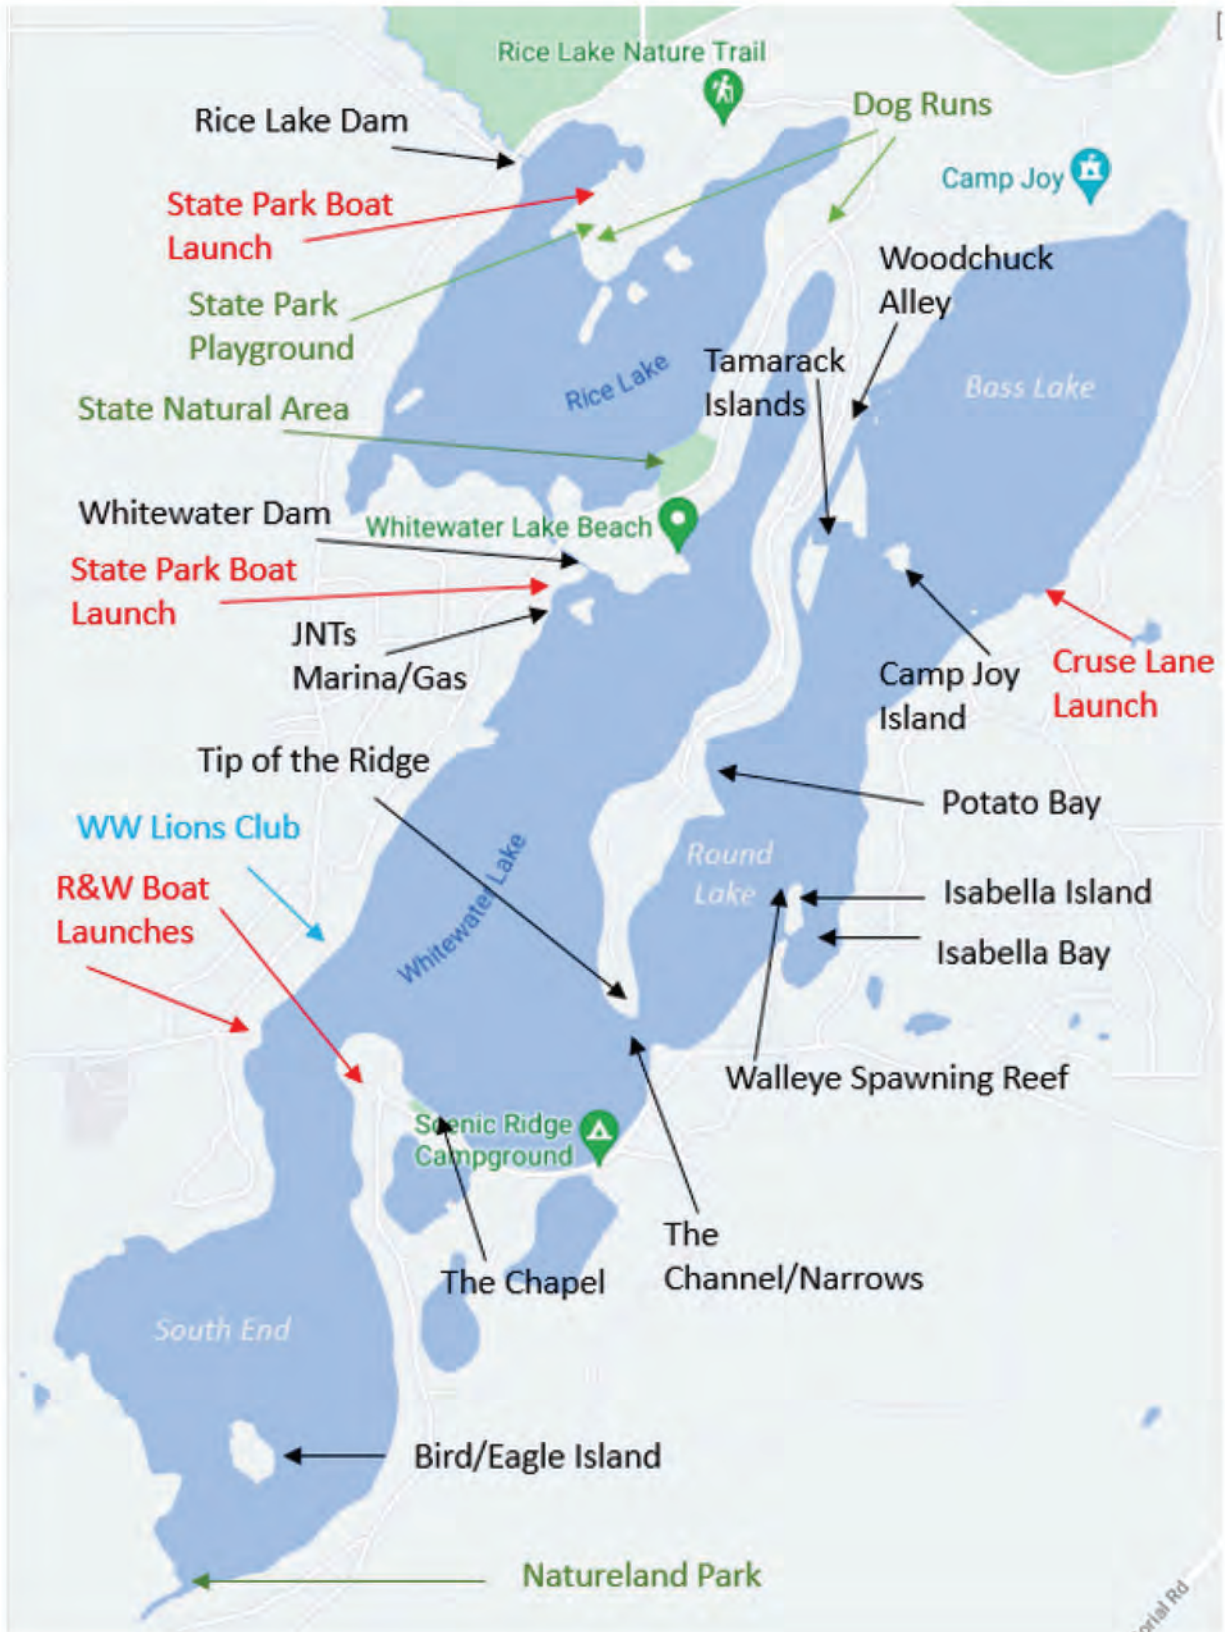 Rice Lake Nature Trail
Dog Runs
Rice Lake Dam
Camp Joy
State Park Boat
Launch
Woodchuck
Alley
State Park
Playground
Tamarack
Islands
Rice Lake
Bass Lake
State Natural Area
Whitewater Dam
Whitewater Lake Beach
State Park Boat
Launch
JNTs
Marina/Gas
Camp Joy
Island
Cruse Lane
Launch
Tip of the Ridge
Potato Bay
WW Lions Club
Round
Lake
R&W Boat
Launches
Whitewater Lake
Isabella Island
Isabella Bay
Walleye Spawning Reef
Scenic Ridge
Campground
The
Channel/Narrows
The Chapel
South End
Bird/Eagle Island
Natureland Park
orial Rd